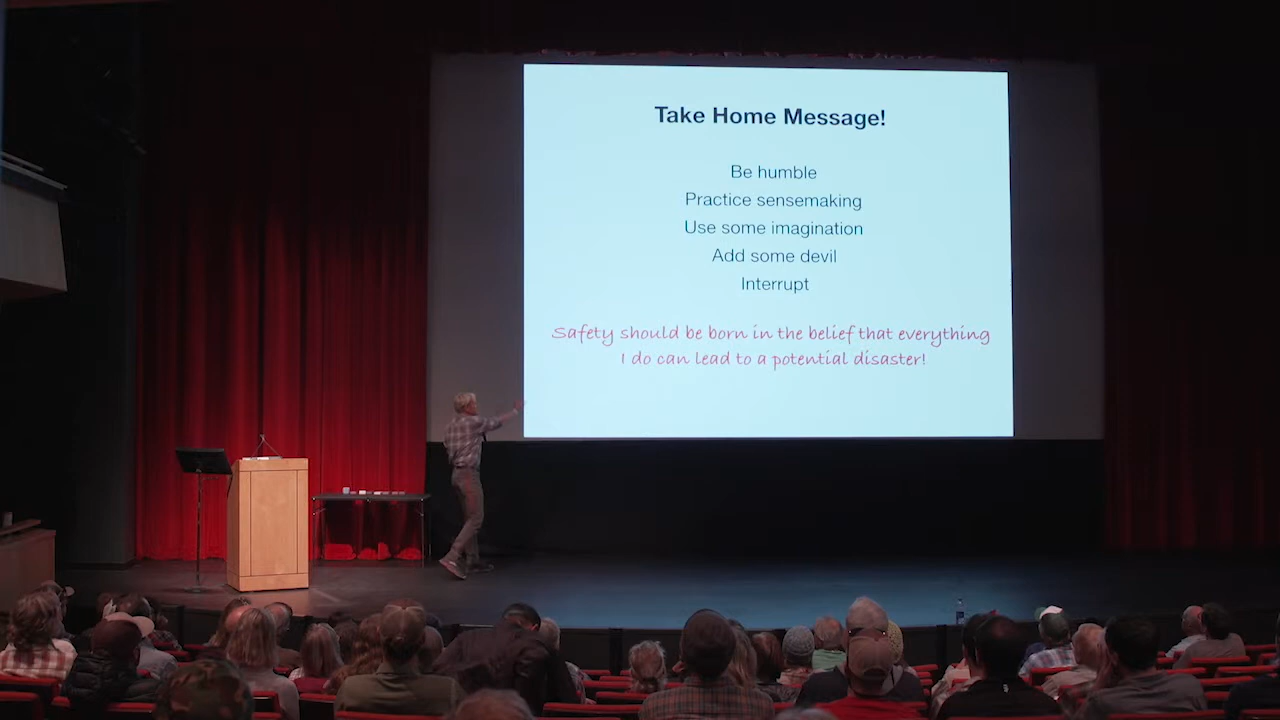 Take Home Message!
Be humble
Practice sensemaking
Use some imagination
Add some devil
Interrupt
Safety should be born in the belief that everything
I do can lead to a potential disaster!